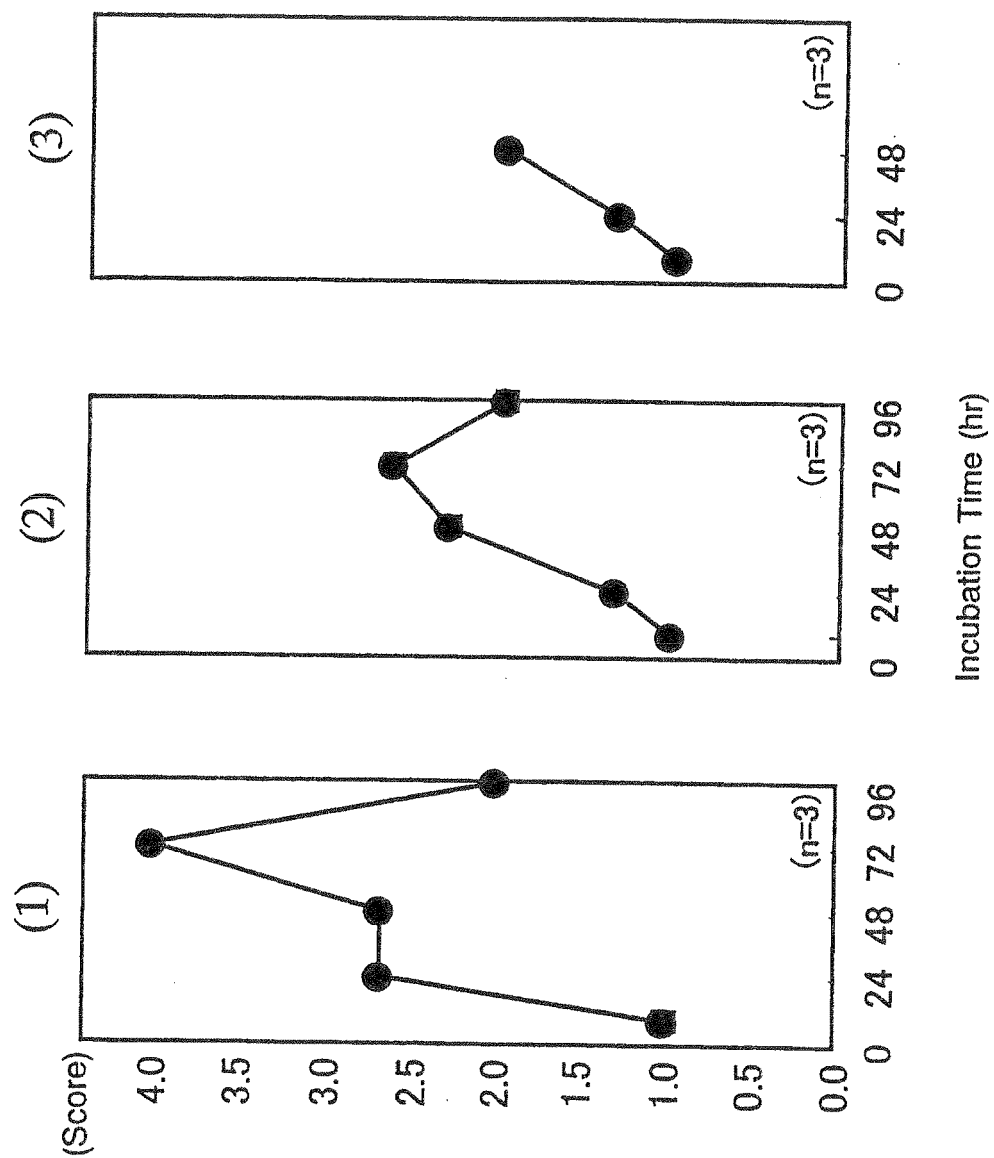 (1)
(2)
(3)
(Score)
4.0
3.5
3.0
2.5
2.0
1.5
1.0
0.5
0.0
(n=3)
(n=3)
(n=3)
0 24 48 72 96
0 24 48 72 96
0 24 48
Incubation Time (hr)